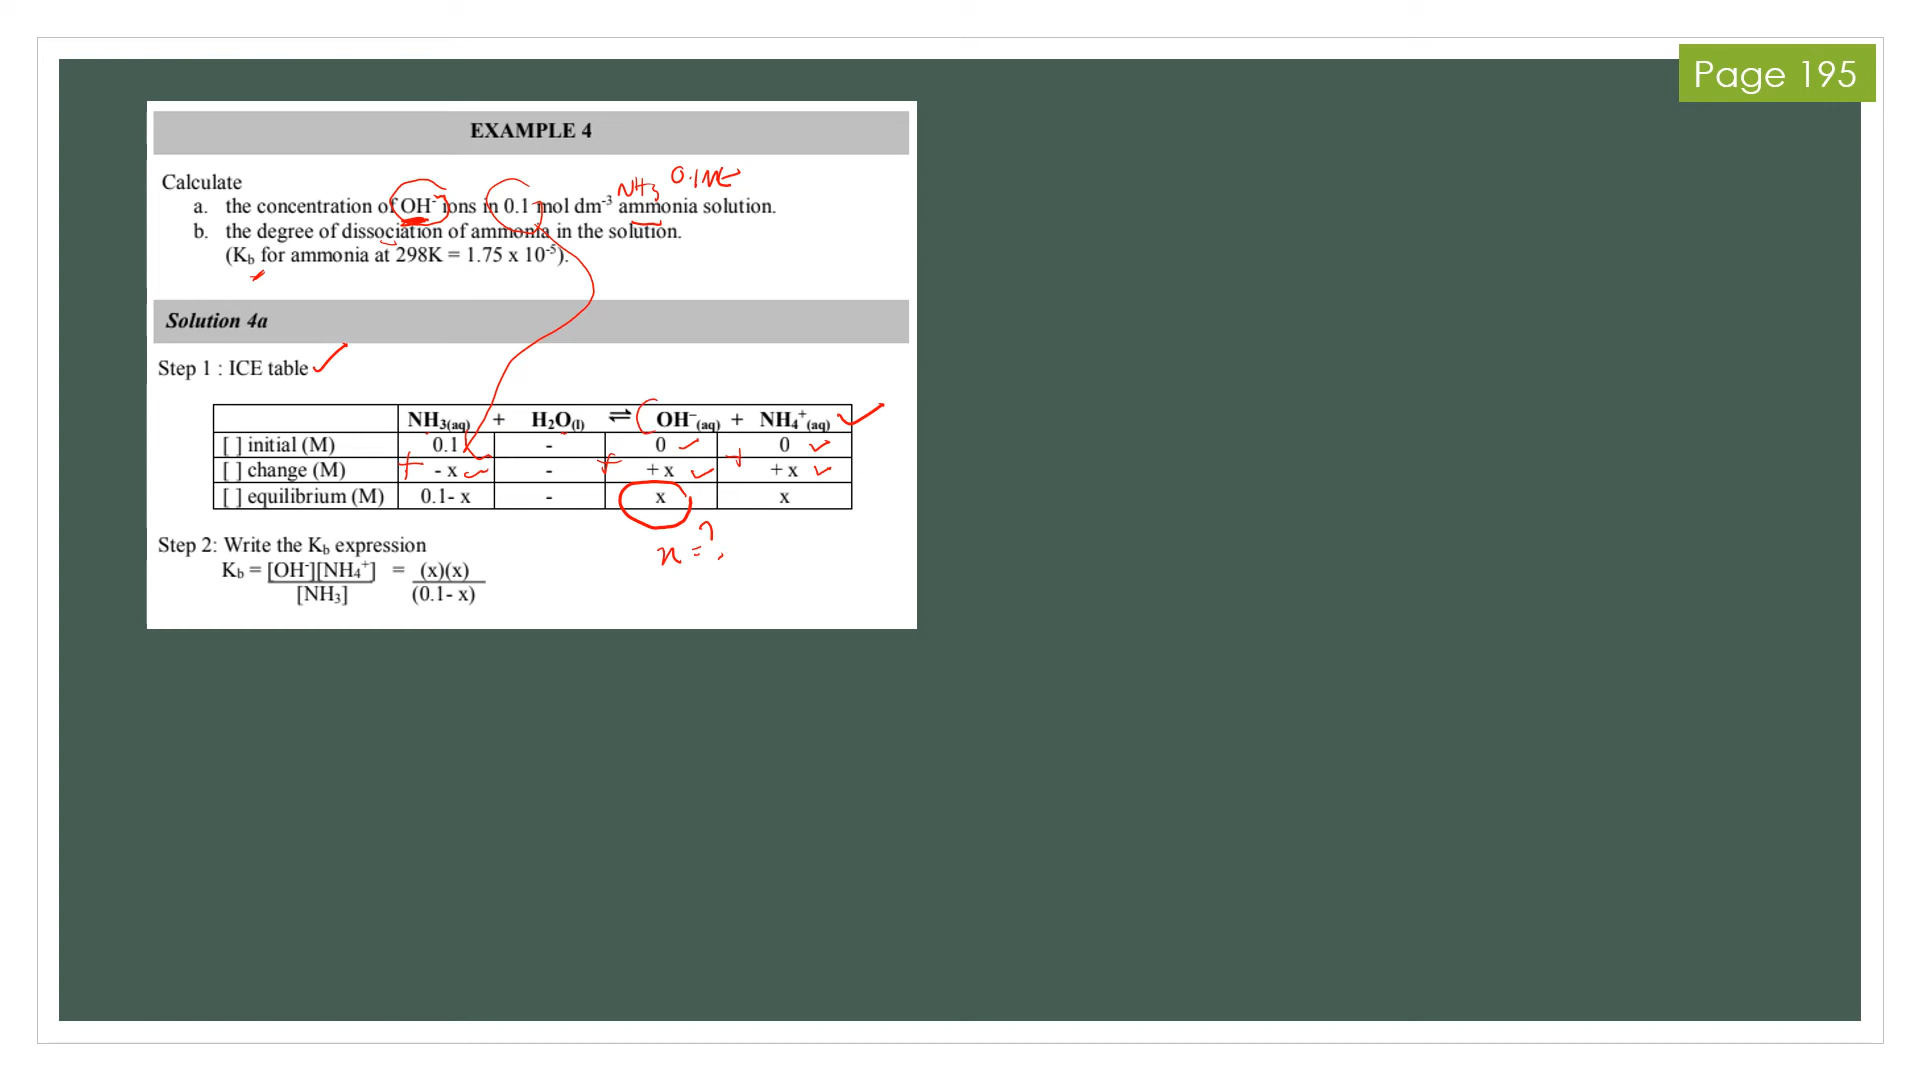 Page 195
EXAMPLE 4
Calculate
NH3 0.1M
a. the concentration of OH⁻ ions in 0.1 mol dm⁻³ ammonia solution.
b. the degree of dissociation of ammonia in the solution.
(K_b for ammonia at 298K = 1.75 x 10⁻⁵).
Solution 4a
Step 1 : ICE table
NH₃(aq) + H₂O(l) ⇌ OH⁻(aq) + NH₄⁺(aq)
[ ] initial (M) 0.1 - 0 0
[ ] change (M) - x - + x + x
[ ] equilibrium (M) 0.1- x - x x
x = ?
Step 2: Write the K_b expression
K_b = [OH⁻][NH₄⁺] = (x)(x)
[NH₃] (0.1- x)